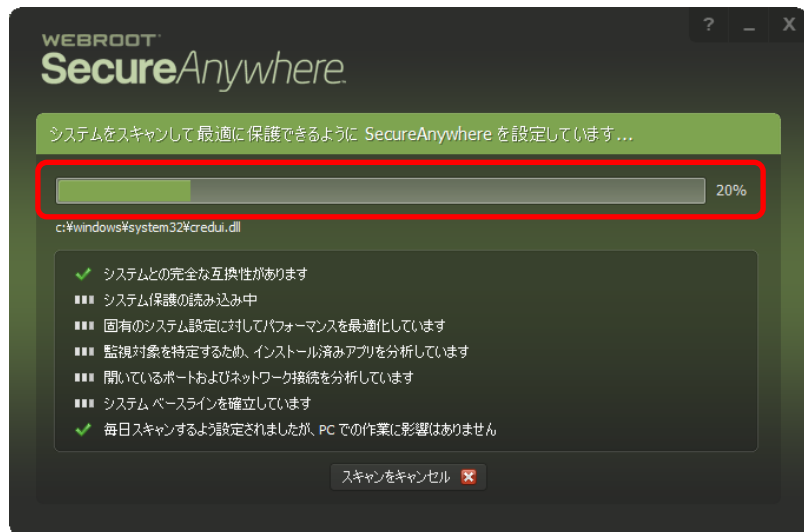 ? _ X
WEBROOT
SecureAnywhere.
システムをスキャンして最適に保護できるように SecureAnywhere を設定しています...
20%
c:¥windows¥system32¥credui.dll
システムとの完全な互換性があります
システム保護の読み込み中
固有のシステム設定に対してパフォーマンスを最適化しています
監視対象を特定するため、インストール済みアプリを分析しています
開いているポートおよびネットワーク接続を分析しています
システム ベースラインを確立しています
毎日スキャンするよう設定されましたが、PC での作業に影響はありません
スキャンをキャンセル